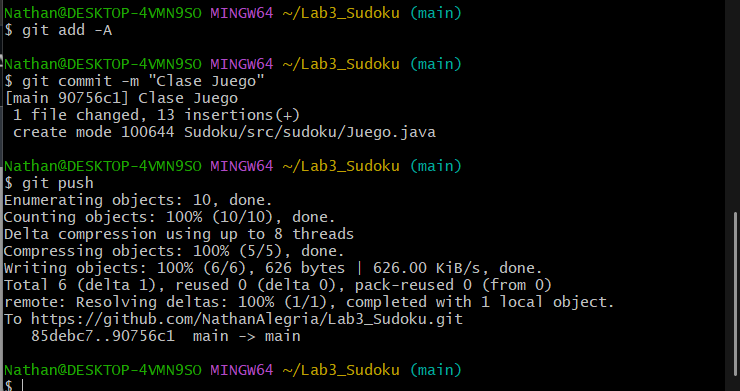 Nathan@DESKTOP-4VMN9SO MINGW64 ~/Lab3_Sudoku (main)
$ git add -A
Nathan@DESKTOP-4VMN9SO MINGW64 ~/Lab3_Sudoku (main)
$ git commit -m "Clase Juego"
[main 90756c1] Clase Juego
 1 file changed, 13 insertions(+)
 create mode 100644 Sudoku/src/sudoku/Juego.java
Nathan@DESKTOP-4VMN9SO MINGW64 ~/Lab3_Sudoku (main)
$ git push
Enumerating objects: 10, done.
Counting objects: 100% (10/10), done.
Delta compression using up to 8 threads
Compressing objects: 100% (5/5), done.
Writing objects: 100% (6/6), 626 bytes | 626.00 KiB/s, done.
Total 6 (delta 1), reused 0 (delta 0), pack-reused 0 (from 0)
remote: Resolving deltas: 100% (1/1), completed with 1 local object.
To https://github.com/NathanAlegria/Lab3_Sudoku.git
   85debc7..90756c1  main -> main
Nathan@DESKTOP-4VMN9SO MINGW64 ~/Lab3_Sudoku (main)
$